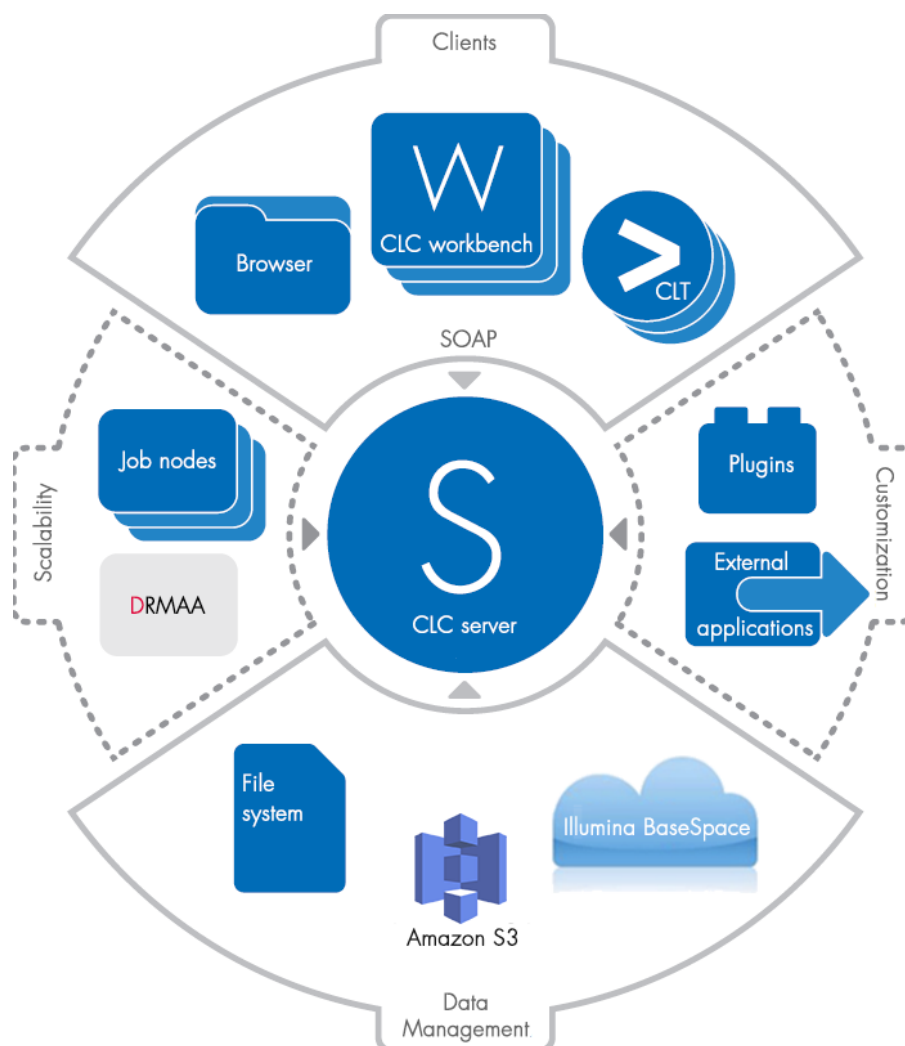 Clients
W
CLC workbench
Browser
>
CLT
SOAP
Job nodes
Scalability
DRMAA
S
CLC server
Plugins
External
applications
Customization
File
system
Illumina BaseSpace
Amazon S3
Data
Management